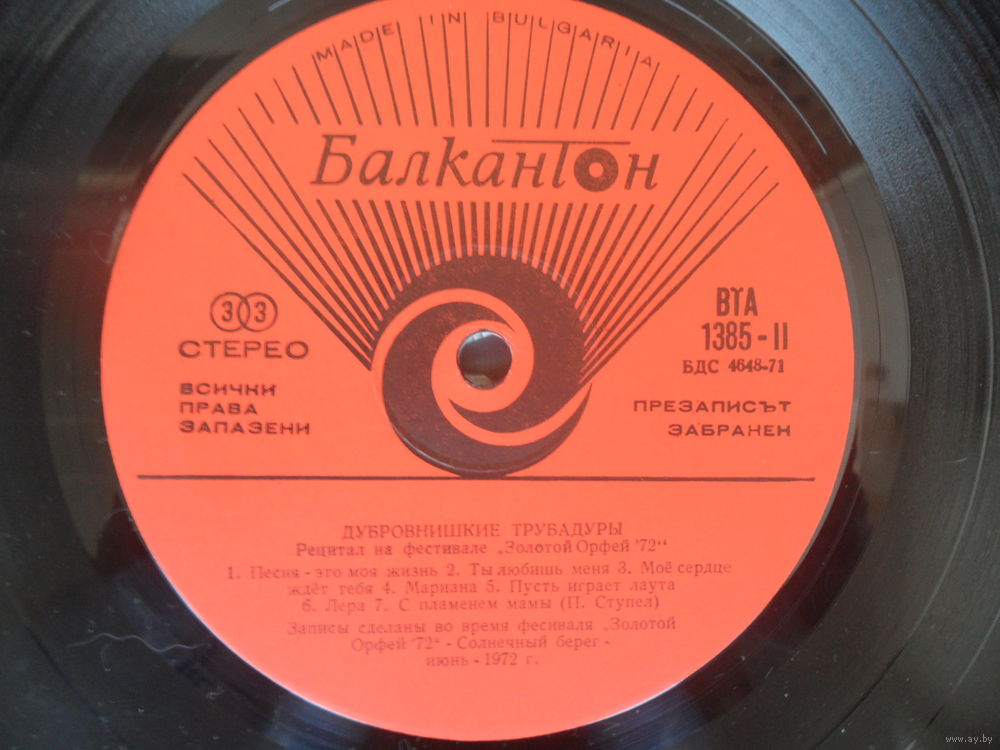 MADE IN BULGARIA
Балкантон
33
СТЕРЕО
ВСИЧКИ
ПРАВА
ЗАПАЗЕНИ
ВТА
1385-II
БДС 4648-71
ПРЕЗАПИСЪТ
ЗАБРАНЕН
ДУБРОВНИШКИЕ ТРУБАДУРЫ
Рецитал на фестивале „Золотой Орфей '72“
1. Песня - это моя жизнь 2. Ты любишь меня 3. Моё сердце
ждёт тебя 4. Мариана 5. Пусть играет лаута
6. Лера 7. С пламенем мамы (П. Ступел)
Записы сделаны во время фесиваля „Золотой
Орфей '72“ - Солнечный берег -
июнь - 1972 г.
www.ay.by